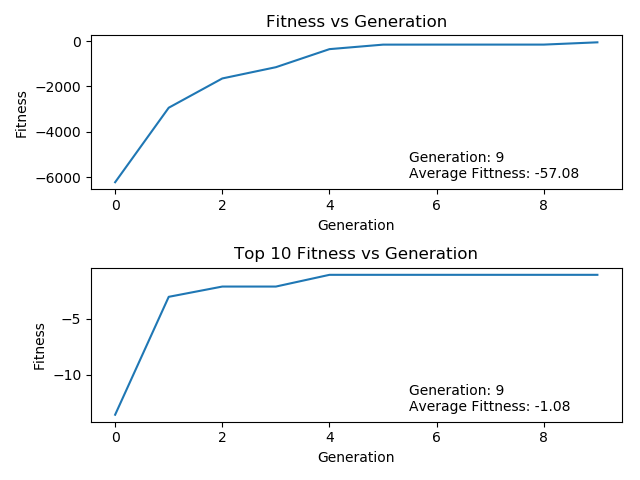 Fitness vs Generation
0
−2000
−4000
−6000
Fitness
Generation: 9
Average Fittness: -57.08
0 2 4 6 8
Generation
Top 10 Fitness vs Generation
−5
−10
Fitness
Generation: 9
Average Fittness: -1.08
0 2 4 6 8
Generation